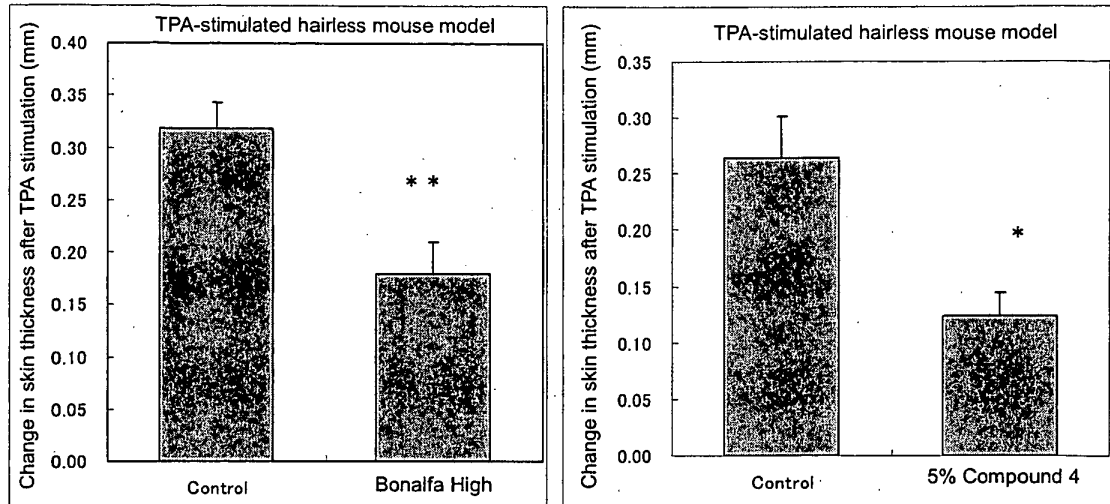 TPA-stimulated hairless mouse model
Change in skin thickness after TPA stimulation (mm)
0.40
0.35
0.30
0.25
0.20
0.15
0.10
0.05
0.00
* *
Control
Bonalfa High
TPA-stimulated hairless mouse model
Change in skin thickness after TPA stimulation (mm)
0.35
0.30
0.25
0.20
0.15
0.10
0.05
0.00
*
Control
5% Compound 4